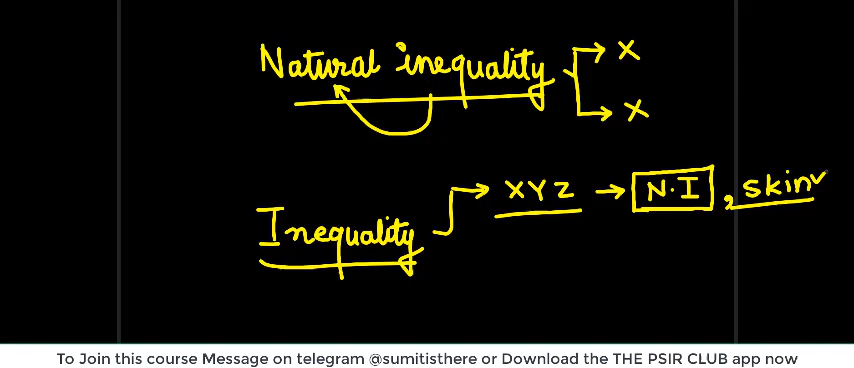 Natural inequality → X
→ X
Inequality → XYZ → N.I , skin
To Join this course Message on telegram @sumitisthere or Download the THE PSIR CLUB app now